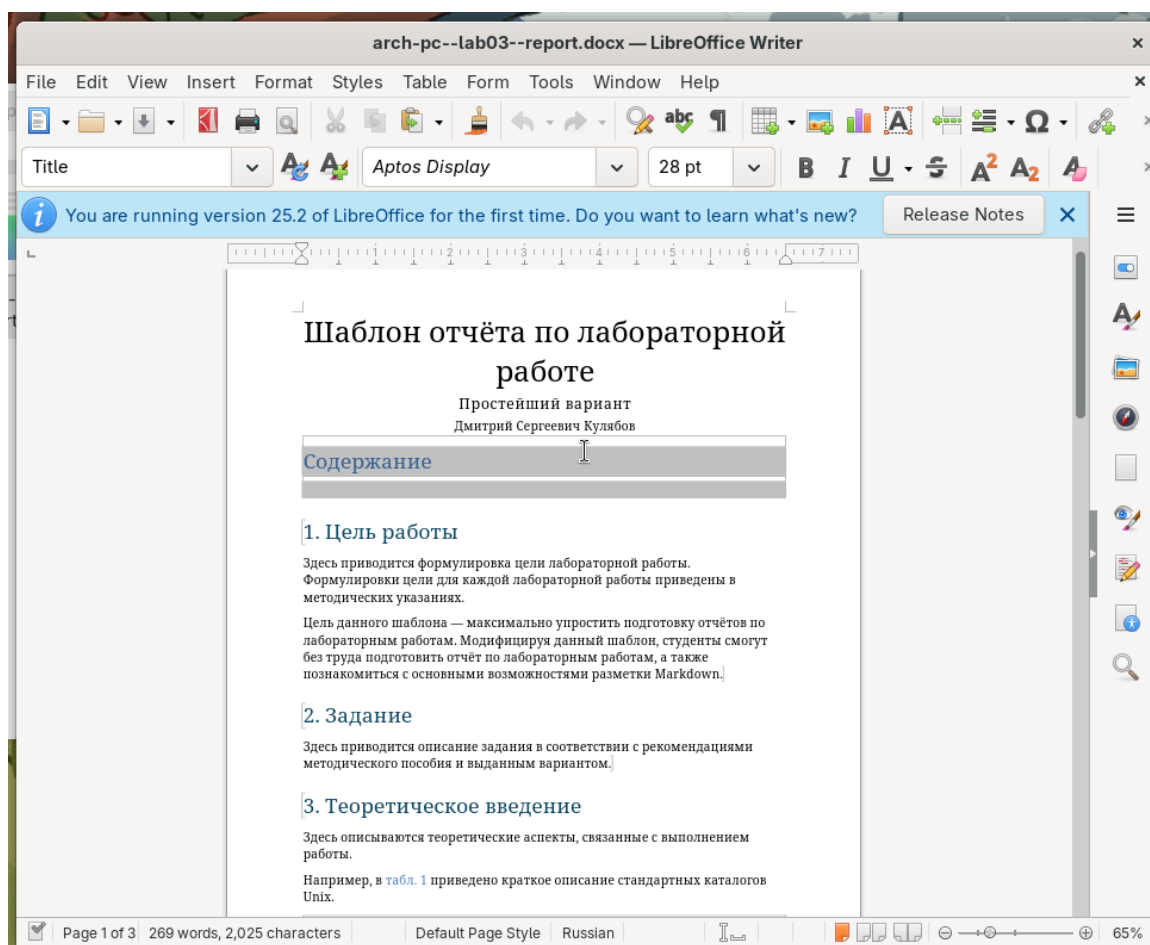 arch-pc--lab03--report.docx — LibreOffice Writer
File Edit View Insert Format Styles Table Form Tools Window Help
Title Aptos Display 28 pt
You are running version 25.2 of LibreOffice for the first time. Do you want to learn what's new? Release Notes
1 2 3 4 5 6 7
Шаблон отчёта по лабораторной
работе
Простейший вариант
Дмитрий Сергеевич Кулябов
Содержание
1. Цель работы
Здесь приводится формулировка цели лабораторной работы.
Формулировки цели для каждой лабораторной работы приведены в
методических указаниях.
Цель данного шаблона — максимально упростить подготовку отчётов по
лабораторным работам. Модифицируя данный шаблон, студенты смогут
без труда подготовить отчёт по лабораторным работам, а также
познакомиться с основными возможностями разметки Markdown.
2. Задание
Здесь приводится описание задания в соответствии с рекомендациями
методического пособия и выданным вариантом.
3. Теоретическое введение
Здесь описываются теоретические аспекты, связанные с выполнением
работы.
Например, в табл. 1 приведено краткое описание стандартных каталогов
Unix.
Page 1 of 3 269 words, 2,025 characters Default Page Style Russian 65%